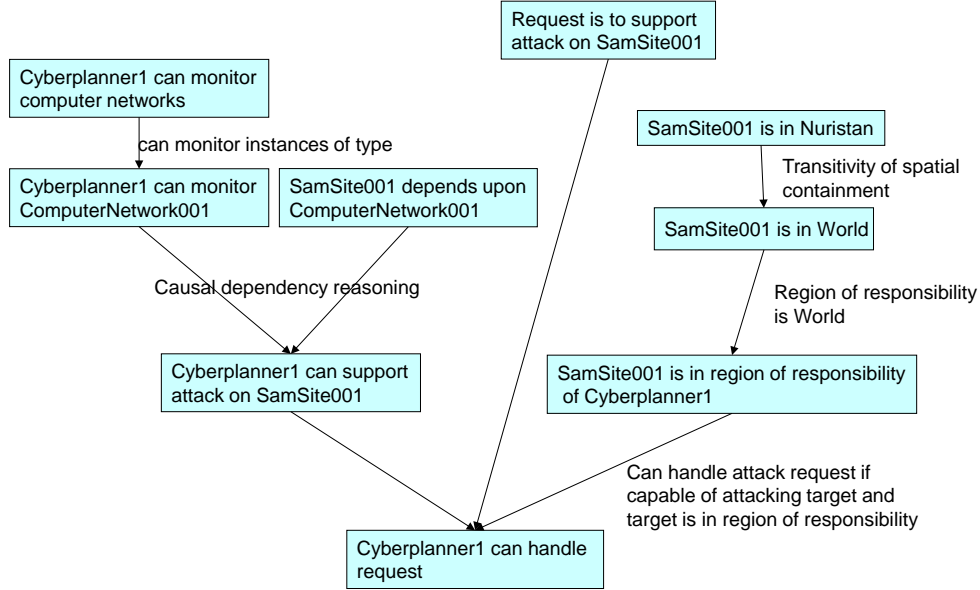 Request is to support
attack on SamSite001
Cyberplanner1 can monitor
computer networks
SamSite001 is in Nuristan
can monitor instances of type
Transitivity of spatial
containment
Cyberplanner1 can monitor
ComputerNetwork001
SamSite001 depends upon
ComputerNetwork001
SamSite001 is in World
Causal dependency reasoning
Region of responsibility
is World
Cyberplanner1 can support
attack on SamSite001
SamSite001 is in region of responsibility
of Cyberplanner1
Can handle attack request if
capable of attacking target and
target is in region of responsibility
Cyberplanner1 can handle
request